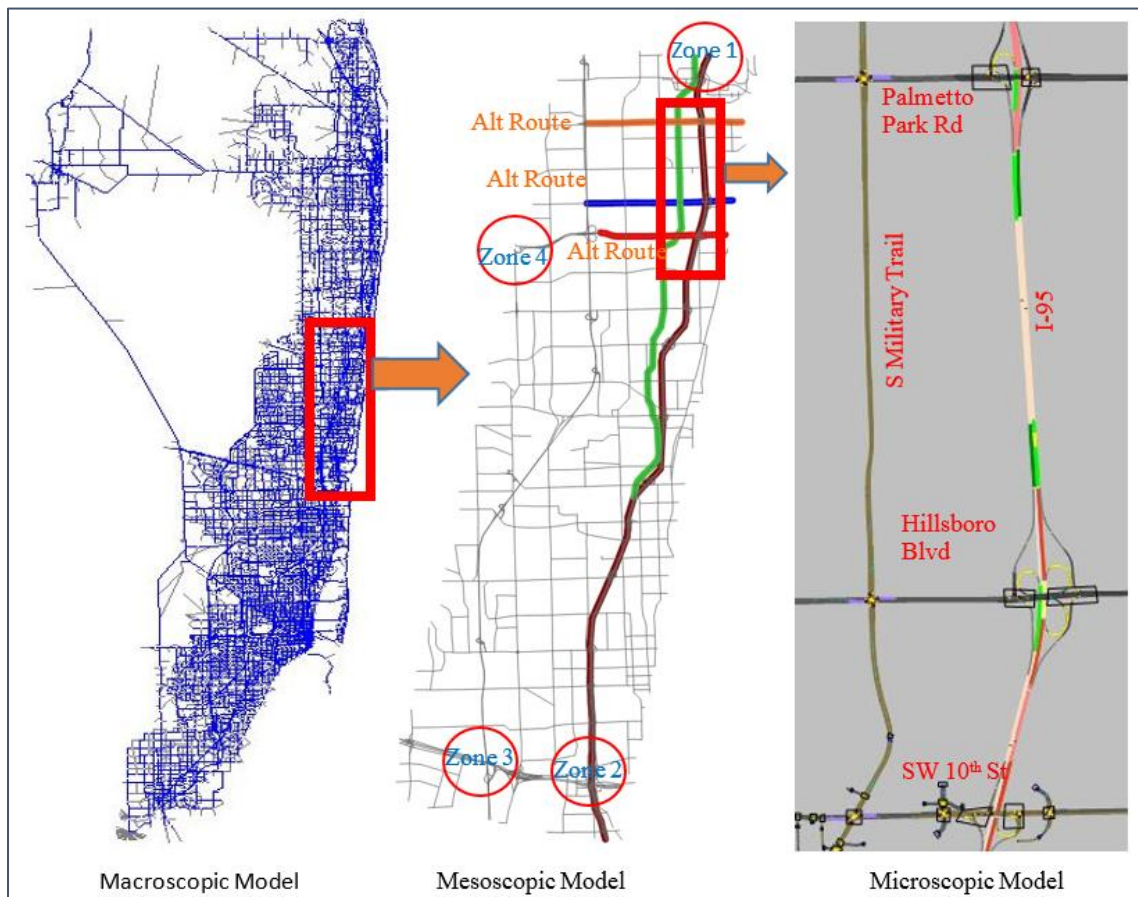 Zone 1
Alt Route
Alt Route
Zone 4
Alt Route
Zone 3
Zone 2
Palmetto
Park Rd
S Military Trail
I-95
Hillsboro
Blvd
SW 10th St
Macroscopic Model
Mesoscopic Model
Microscopic Model